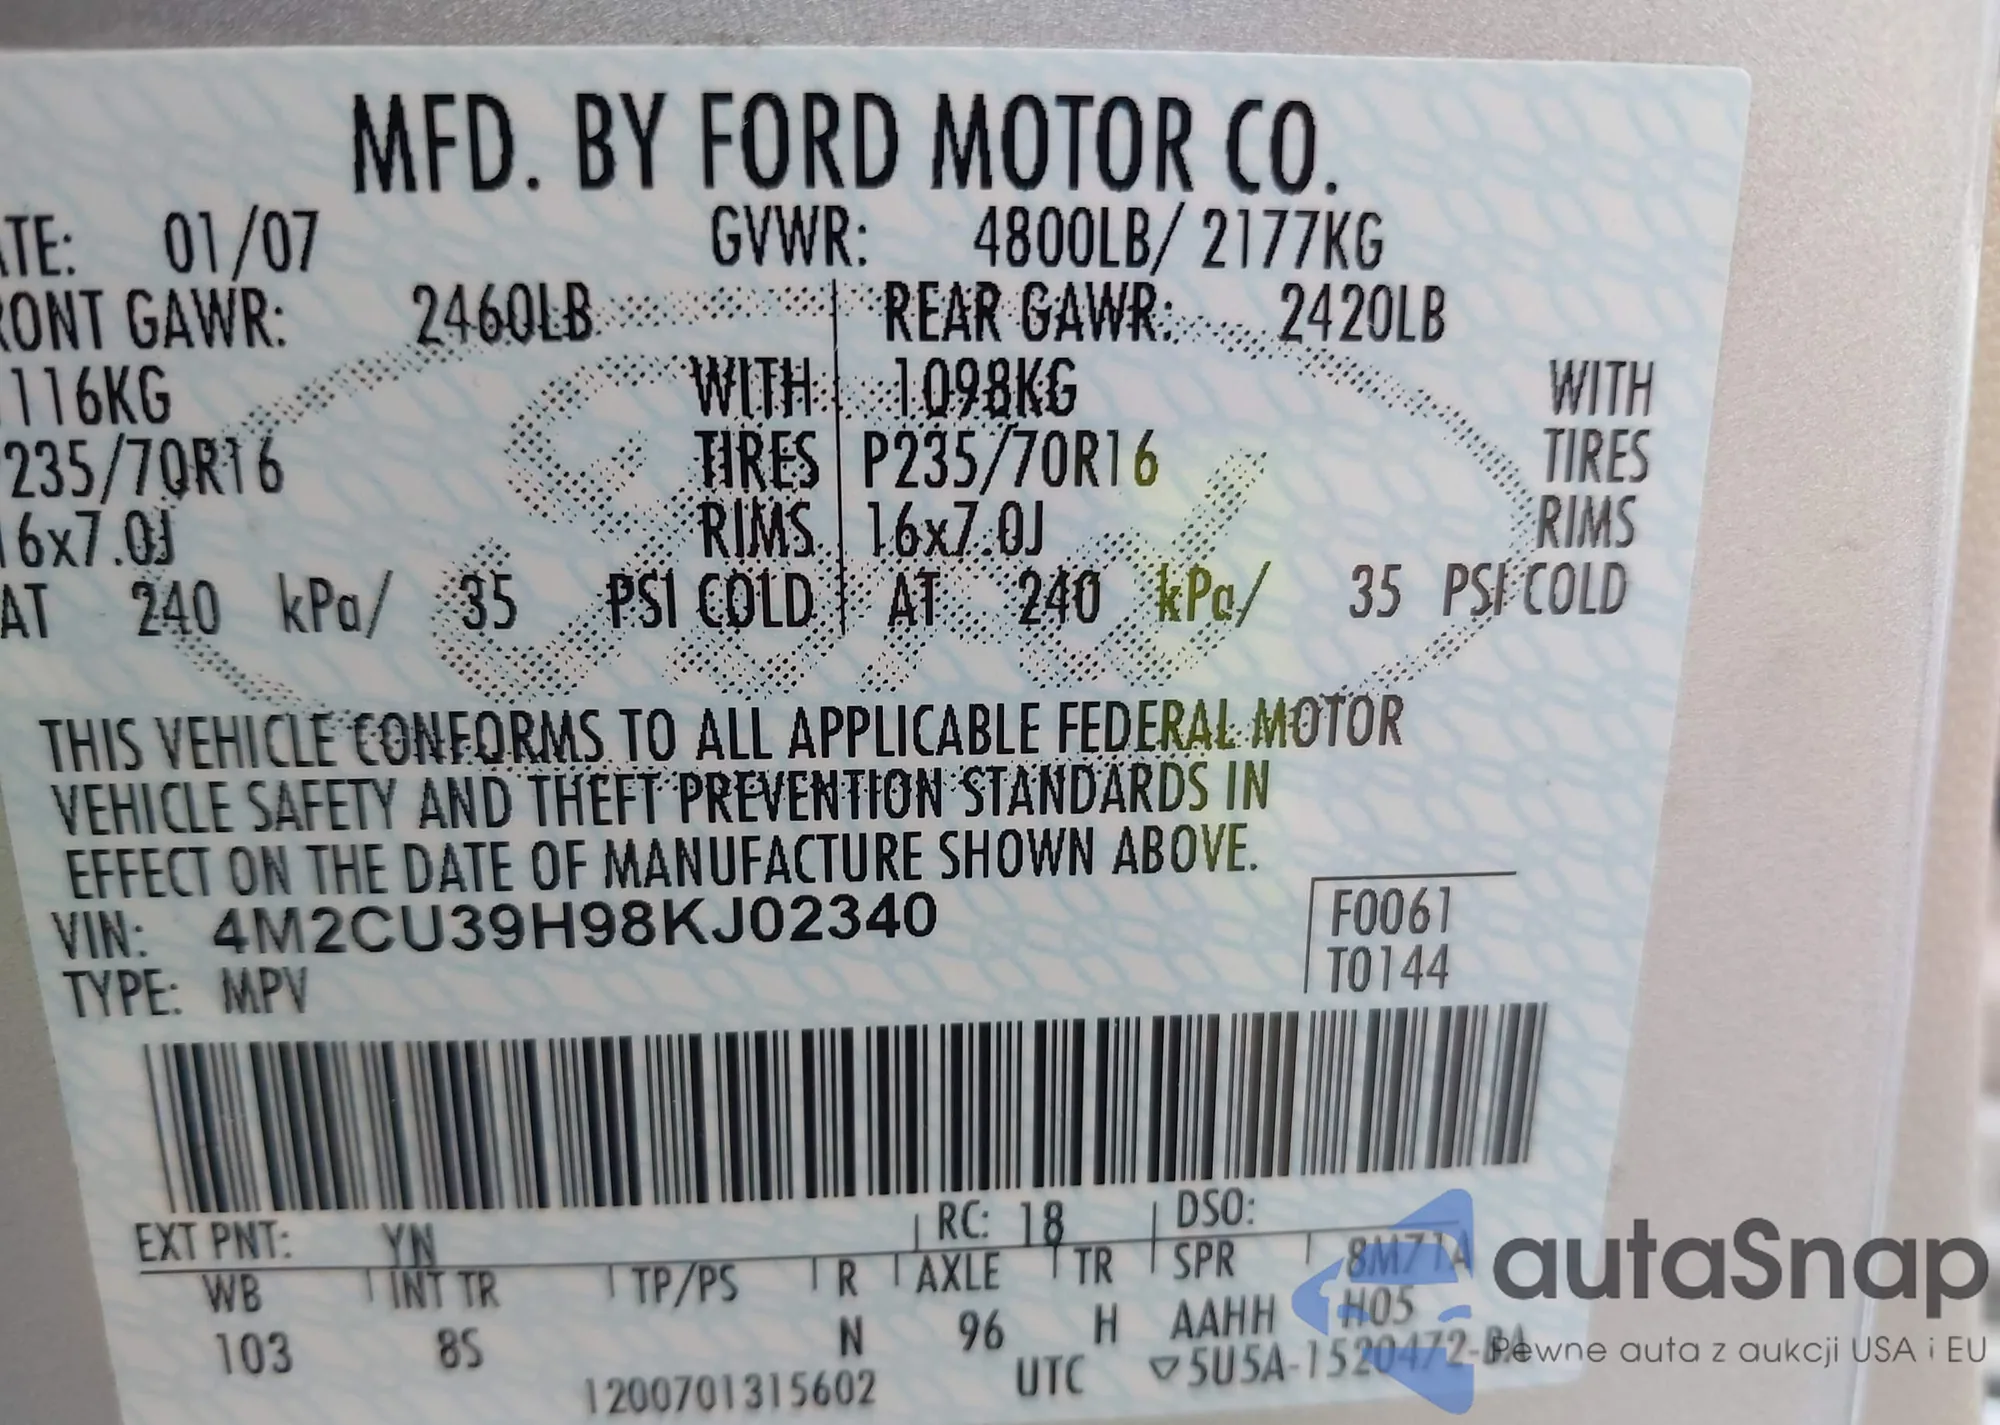 MFD. BY FORD MOTOR CO.
ATE: 01/07 GVWR: 4800LB/ 2177KG
RONT GAWR: 2460LB REAR GAWR: 2420LB
1116KG WITH 1098KG WITH
P235/70R16 TIRES P235/70R16 TIRES
16x7.0J RIMS 16x7.0J RIMS
AT 240 kPa/ 35 PSI COLD AT 240 kPa/ 35 PSI COLD
THIS VEHICLE CONFORMS TO ALL APPLICABLE FEDERAL MOTOR
VEHICLE SAFETY AND THEFT PREVENTION STANDARDS IN
EFFECT ON THE DATE OF MANUFACTURE SHOWN ABOVE.
VIN: 4M2CU39H98KJ02340 F0061
TYPE: MPV T0144
EXT PNT: YN RC: 18 DSO:
WB INT TR TP/PS R AXLE TR SPR 8M71A
103 8S N 96 H AAHH H05
1200701315602 UTC ▽5U5A-1520472-BA
autaSnap
Pewne auta z aukcji USA i EU